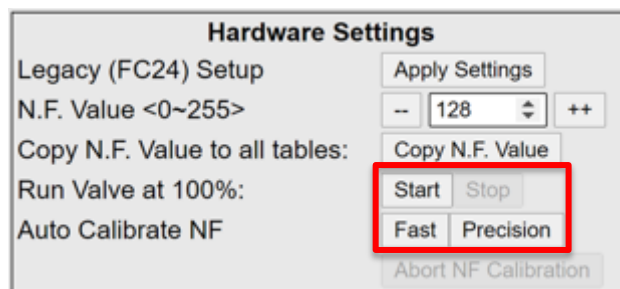 Hardware Settings
Legacy (FC24) Setup Apply Settings
N.F. Value <0~255> -- 128 ++
Copy N.F. Value to all tables: Copy N.F. Value
Run Valve at 100%: Start Stop
Auto Calibrate NF Fast Precision
Abort NF Calibration